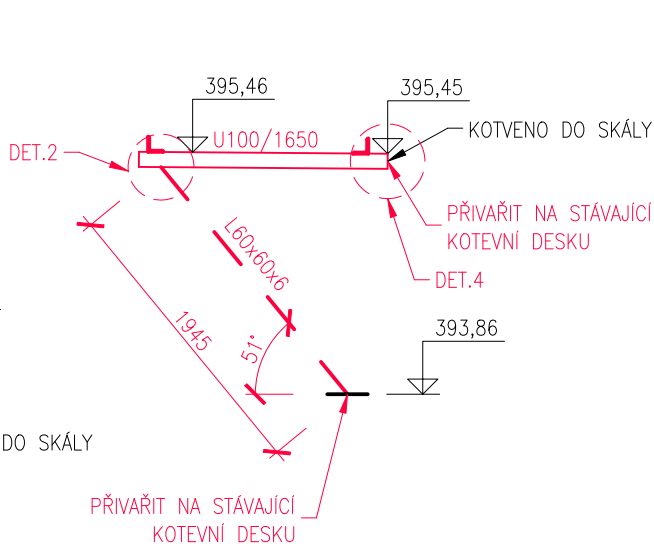 395,46
395,45
U100/1650
KOTVENO DO SKÁLY
DET.2
PŘIVAŘIT NA STÁVAJÍCÍ
KOTEVNÍ DESKU
L60x60x6
DET.4
1945
51°
393,86
DO SKÁLY
PŘIVAŘIT NA STÁVAJÍCÍ
KOTEVNÍ DESKU